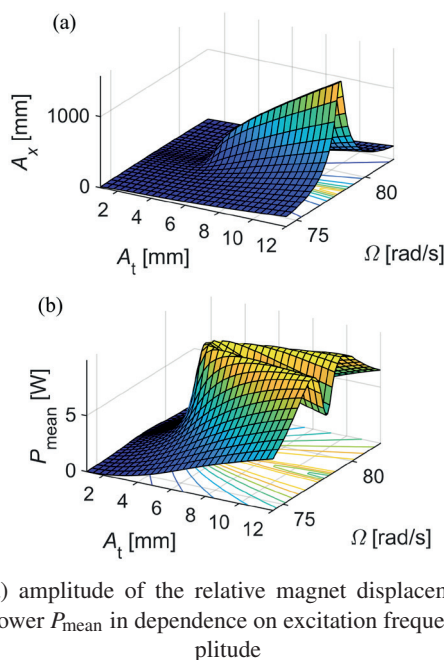 (a)
A_x [mm]
1000
0
2
4
6
8
10
12
A_t [mm]
75
80
Ω [rad/s]
(b)
P_mean [W]
5
0
2
4
6
8
10
12
A_t [mm]
75
80
Ω [rad/s]
) amplitude of the relative magnet
ower P_mean in dependence on excitation
plitude